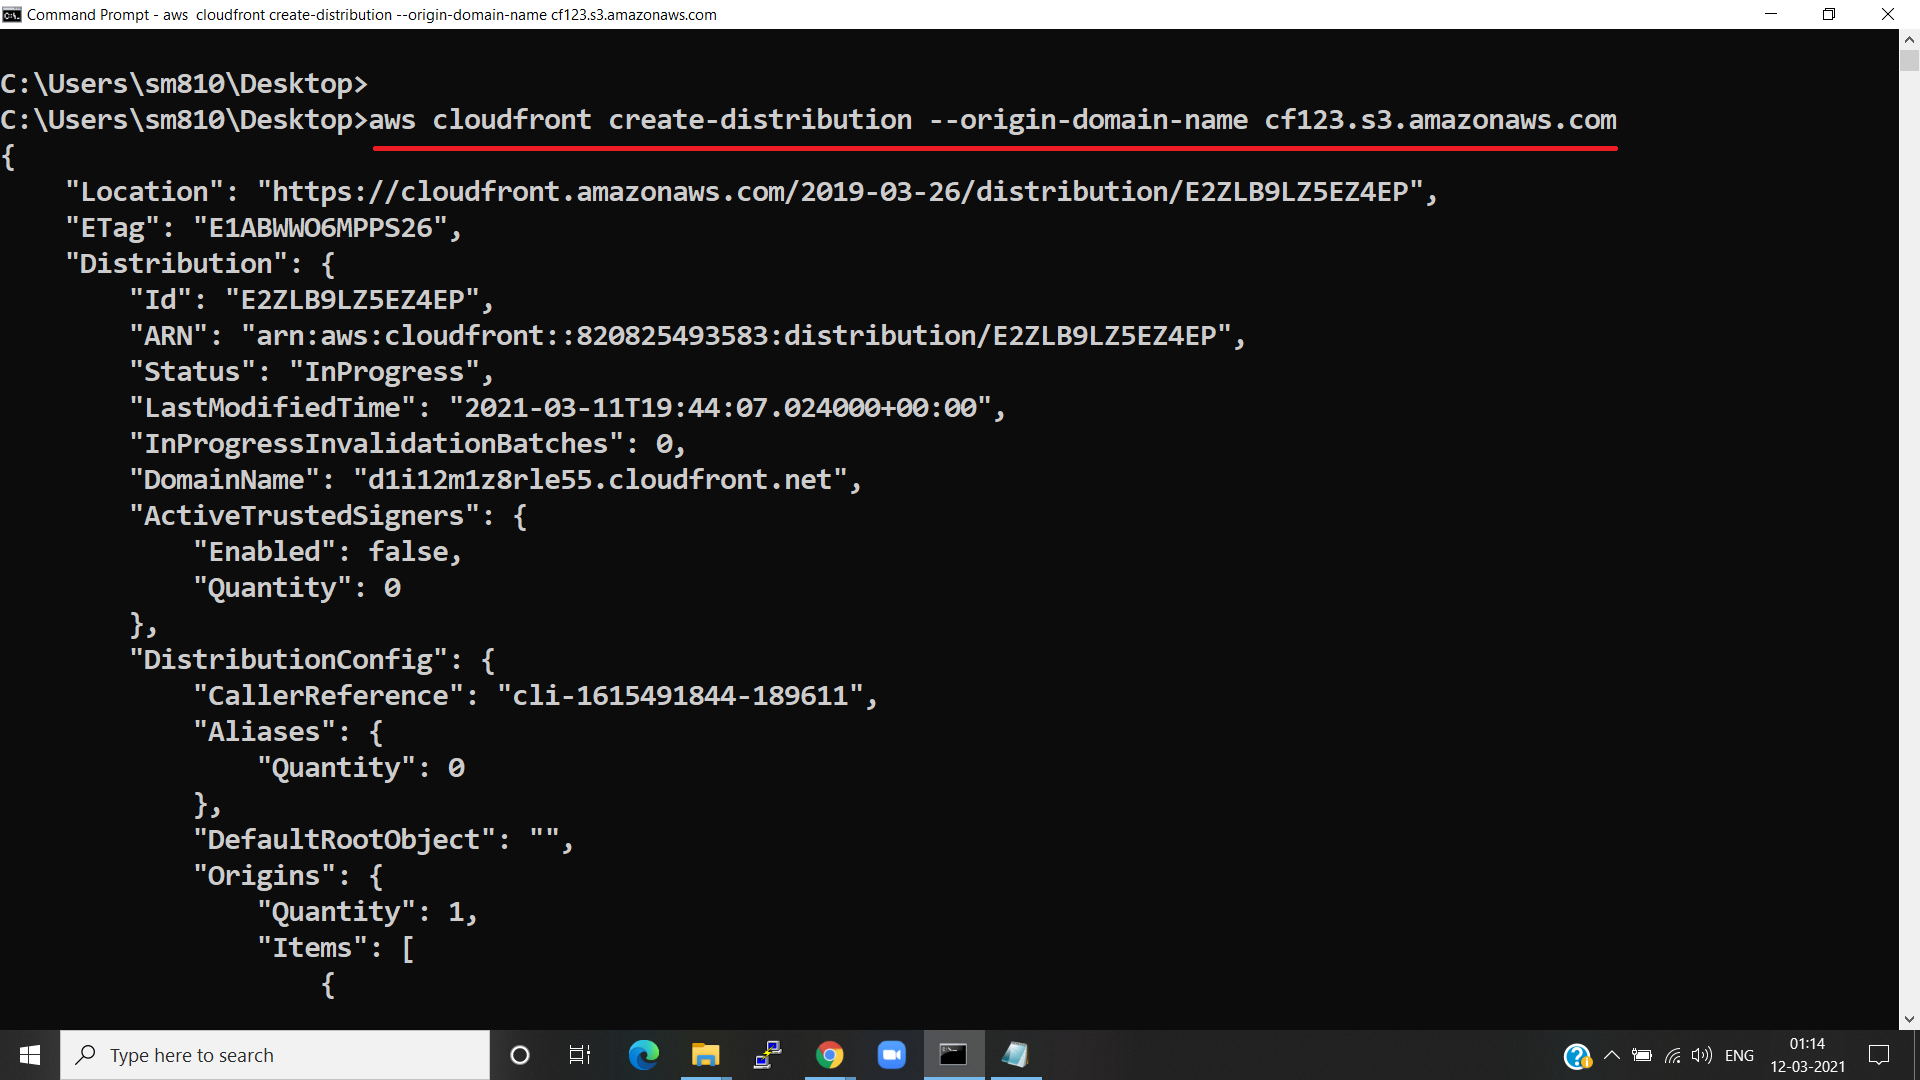 Command Prompt - aws  cloudfront create-distribution --origin-domain-name cf123.s3.amazonaws.com
C:\Users\sm810\Desktop>
C:\Users\sm810\Desktop>aws cloudfront create-distribution --origin-domain-name cf123.s3.amazonaws.com
{
    "Location": "https://cloudfront.amazonaws.com/2019-03-26/distribution/E2ZLB9LZ5EZ4EP",
    "ETag": "E1ABWWO6MPPS26",
    "Distribution": {
        "Id": "E2ZLB9LZ5EZ4EP",
        "ARN": "arn:aws:cloudfront::820825493583:distribution/E2ZLB9LZ5EZ4EP",
        "Status": "InProgress",
        "LastModifiedTime": "2021-03-11T19:44:07.024000+00:00",
        "InProgressInvalidationBatches": 0,
        "DomainName": "d1i12m1z8rle55.cloudfront.net",
        "ActiveTrustedSigners": {
            "Enabled": false,
            "Quantity": 0
        },
        "DistributionConfig": {
            "CallerReference": "cli-1615491844-189611",
            "Aliases": {
                "Quantity": 0
            },
            "DefaultRootObject": "",
            "Origins": {
                "Quantity": 1,
                "Items": [
                    {
Type here to search
ENG
01:14
12-03-2021